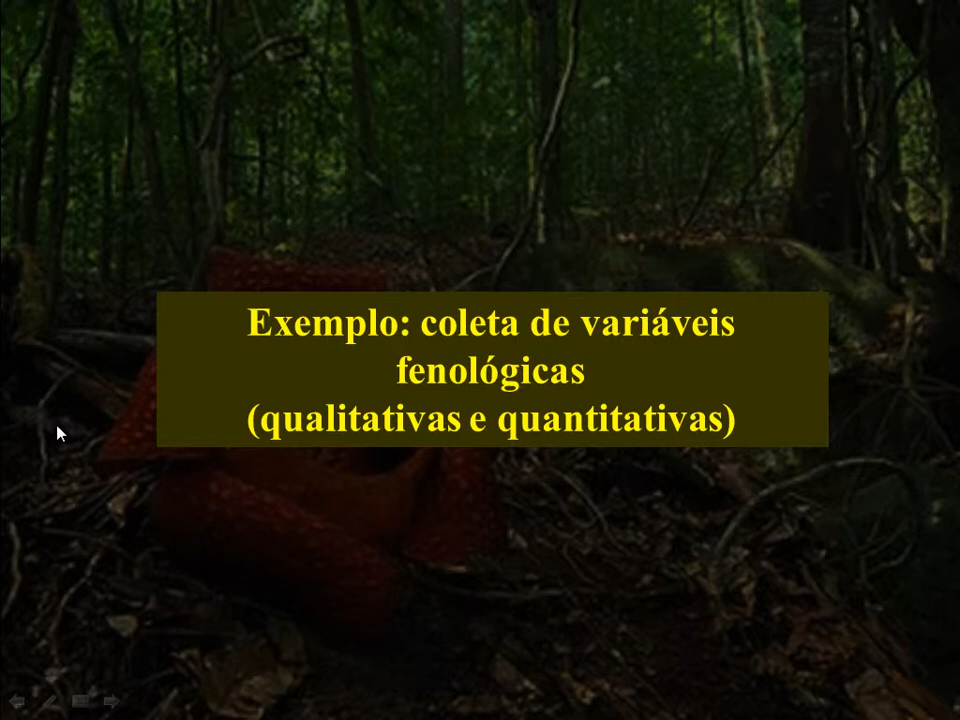 Exemplo: coleta de variáveis
fenológicas
(qualitativas e quantitativas)